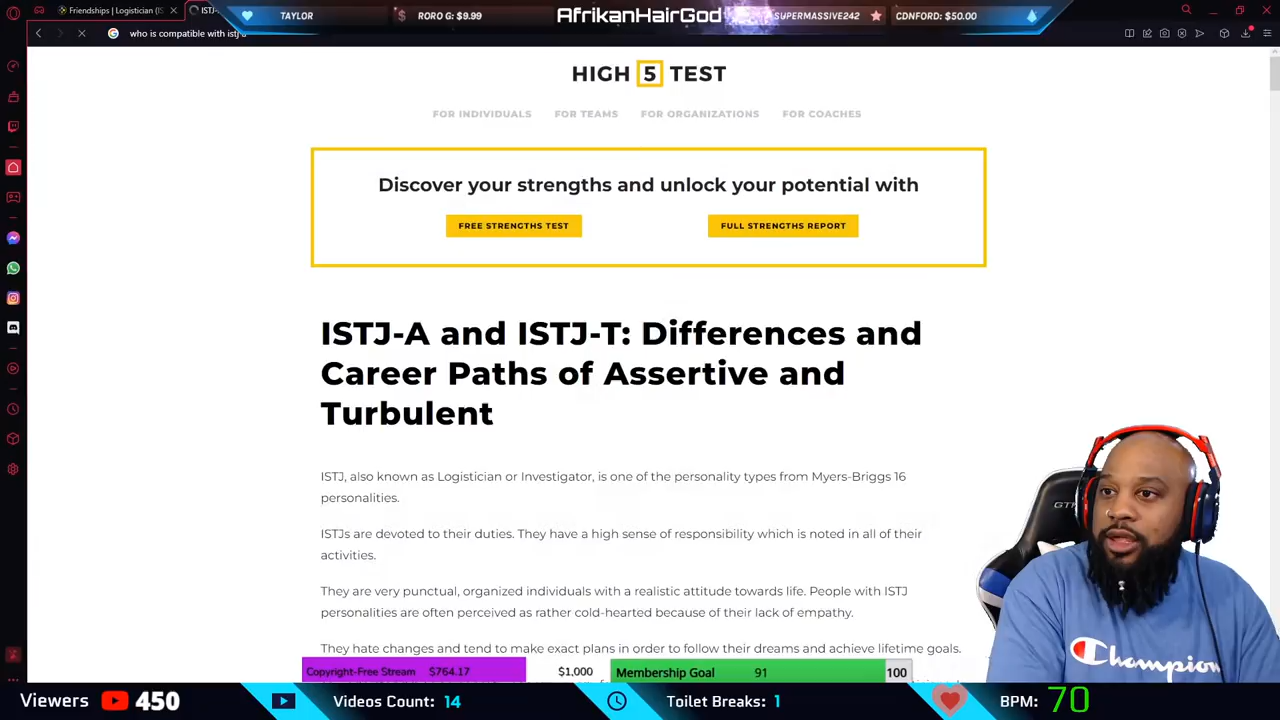 Friendships | Logistician (IS
ISTJ-
TAYLOR
$ RORO G: $9.99
AfrikanHairGod
SUPERMASSIVE242
CDNFORD: $50.00
who is compatible with istj
HIGH 5 TEST
FOR INDIVIDUALS FOR TEAMS FOR ORGANIZATIONS FOR COACHES
Discover your strengths and unlock your potential with
FREE STRENGTHS TEST FULL STRENGTHS REPORT
ISTJ-A and ISTJ-T: Differences and
Career Paths of Assertive and
Turbulent
ISTJ, also known as Logistician or Investigator, is one of the personality types from Myers-Briggs 16
personalities.
ISTJs are devoted to their duties. They have a high sense of responsibility which is noted in all of their
activities.
They are very punctual, organized individuals with a realistic attitude towards life. People with ISTJ
personalities are often perceived as rather cold-hearted because of their lack of empathy.
They hate changes and tend to make exact plans in order to follow their dreams and achieve lifetime goals.
Copyright-Free Stream $764.17 $1,000 Membership Goal 91 100
Champion
Viewers 450 Videos Count: 14 Toilet Breaks: 1 BPM: 70